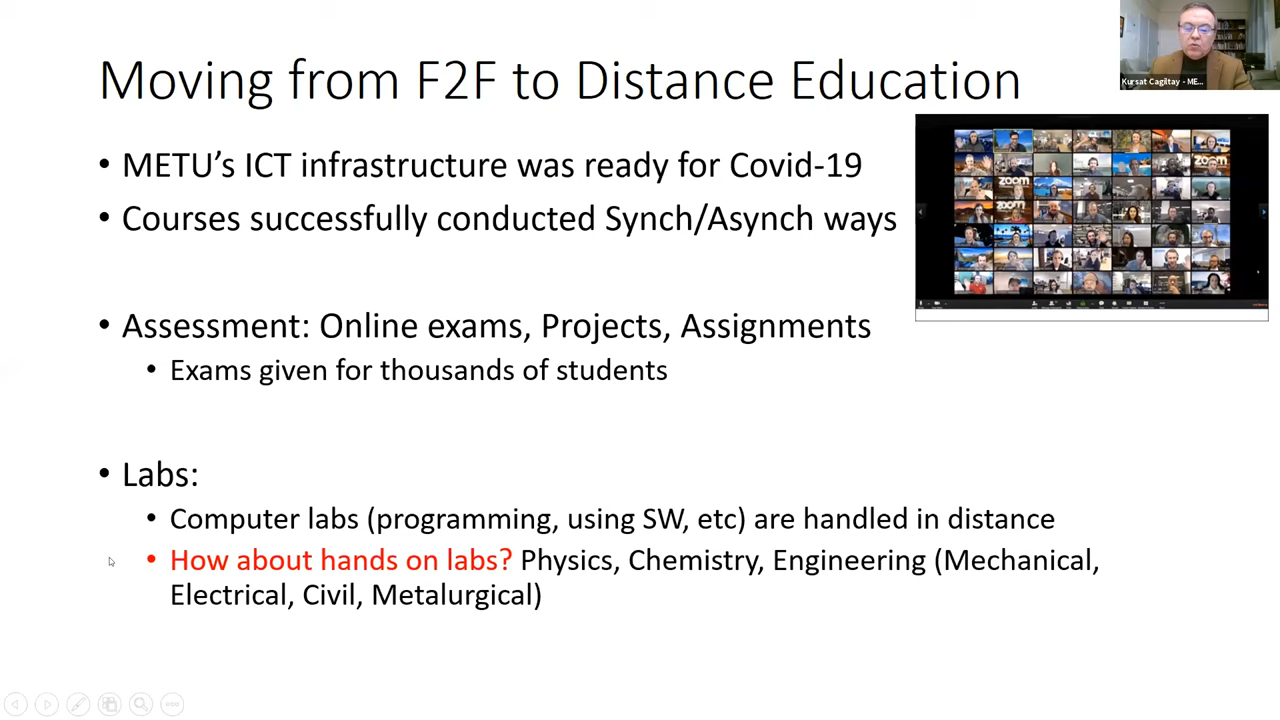 Moving from F2F to Distance Education
Kursat Cagiltay - ME...
• METU’s ICT infrastructure was ready for Covid-19
• Courses successfully conducted Synch/Asynch ways
zoom
zoom
zoom
• Assessment: Online exams, Projects, Assignments
• Exams given for thousands of students
• Labs:
• Computer labs (programming, using SW, etc) are handled in distance
• How about hands on labs? Physics, Chemistry, Engineering (Mechanical,
Electrical, Civil, Metalurgical)